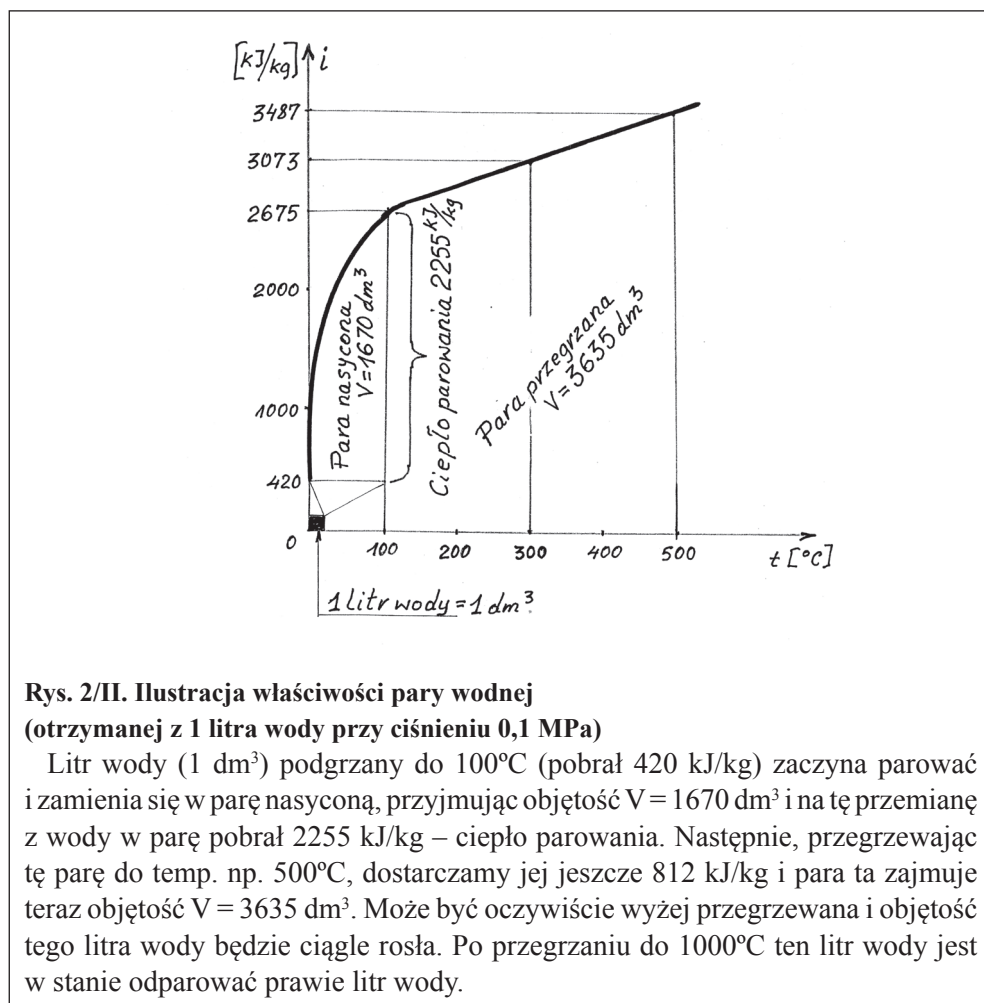 [kJ/kg] i
3487
3073
2675
2000
1000
420
0
100
200
300
400
500
t [°C]
Para nasycona
V=1670 dm³
Ciepło parowania 2255 kJ/kg
Para przegrzana
V=3635 dm³
1 litr wody = 1 dm³
Rys. 2/II. Ilustracja właściwości pary wodnej
(otrzymanej z 1 litra wody przy ciśnieniu 0,1 MPa)
Litr wody (1 dm³) podgrzany do 100ºC (pobrał 420 kJ/kg) zaczyna parować
i zamienia się w parę nasyconą, przyjmując objętość V = 1670 dm³ i na tę przemianę
z wody w parę pobrał 2255 kJ/kg – ciepło parowania. Następnie, przegrzewając
tę parę do temp. np. 500ºC, dostarczamy jej jeszcze 812 kJ/kg i para ta zajmuje
teraz objętość V = 3635 dm³. Może być oczywiście wyżej przegrzewana i objętość
tego litra wody będzie ciągle rosła. Po przegrzaniu do 1000ºC ten litr wody jest
w stanie odparować prawie litr wody.